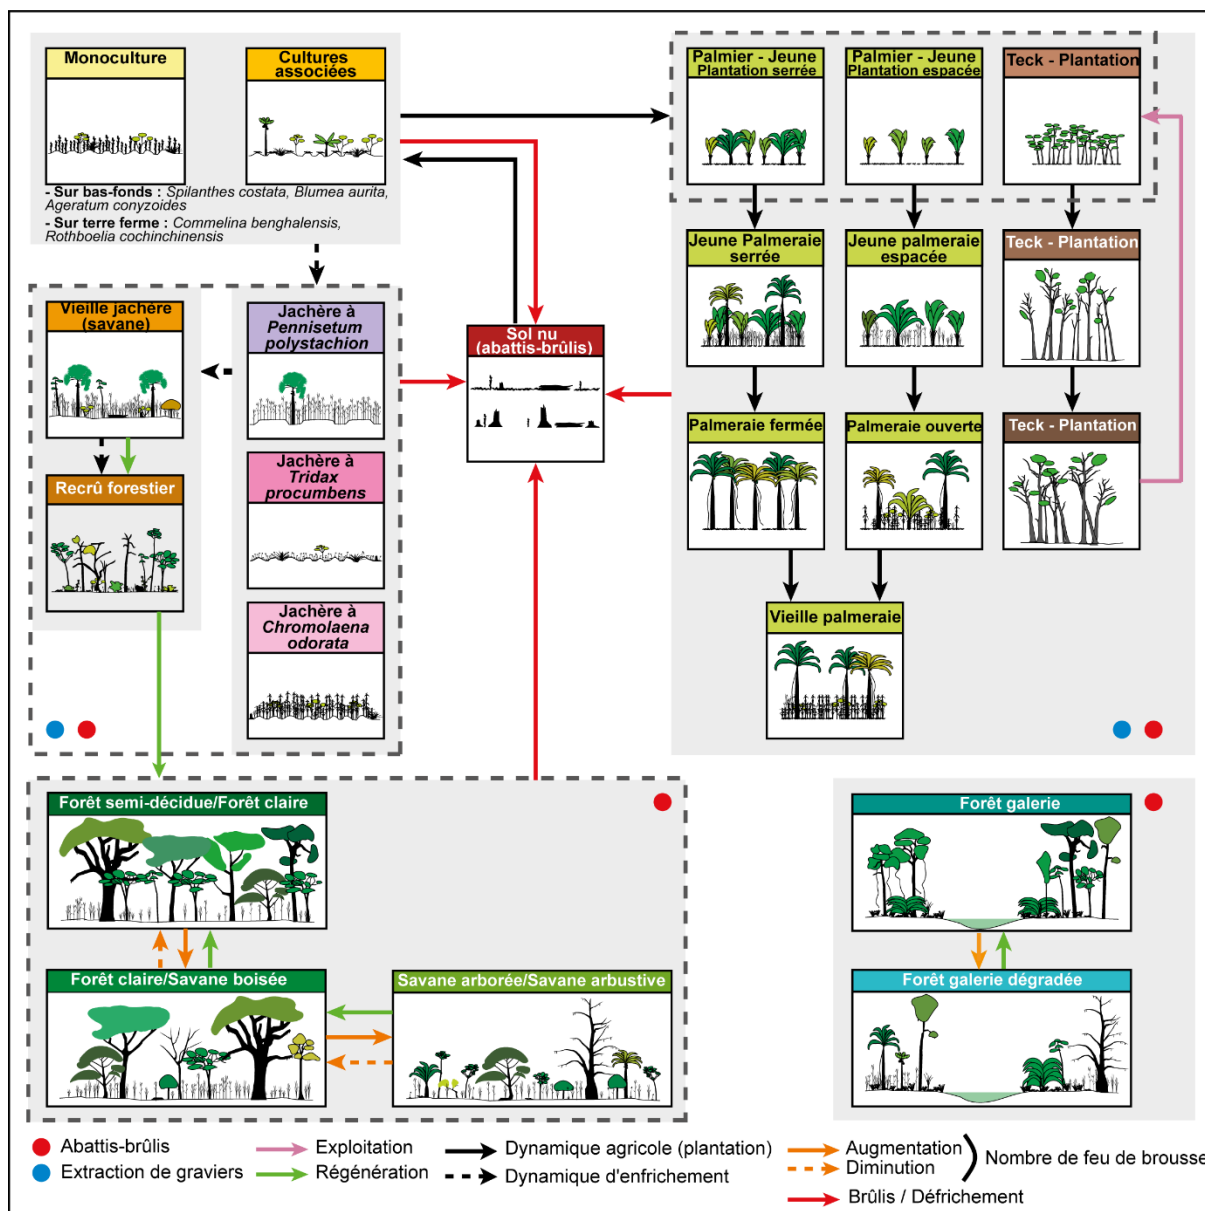 Monoculture
Cultures
associées
- Sur bas-fonds : Spilanthes costata, Blumea aurita,
Ageratum conyzoides
- Sur terre ferme : Commelina benghalensis,
Rothboelia cochinchinensis
Palmier - Jeune
Plantation serrée
Palmier - Jeune
Plantation espacée
Teck - Plantation
Jeune Palmeraie
serrée
Jeune palmeraie
espacée
Teck - Plantation
Palmeraie fermée
Palmeraie ouverte
Teck - Plantation
Vieille palmeraie
Vieille jachère
(savane)
Jachère à
Pennisetum
polystachion
Sol nu
(abattis-brûlis)
Recrû forestier
Jachère à
Tridax
procumbens
Jachère à
Chromolaena
odorata
Forêt semi-décidue/Forêt claire
Forêt claire/Savane boisée
Savane arborée/Savane arbustive
Forêt galerie
Forêt galerie dégradée
Abattis-brûlis
Extraction de graviers
Exploitation
Régénération
Dynamique agricole (plantation)
Dynamique d'enfrichement
Augmentation
Diminution
Nombre de feu de brousse
Brûlis / Défrichement